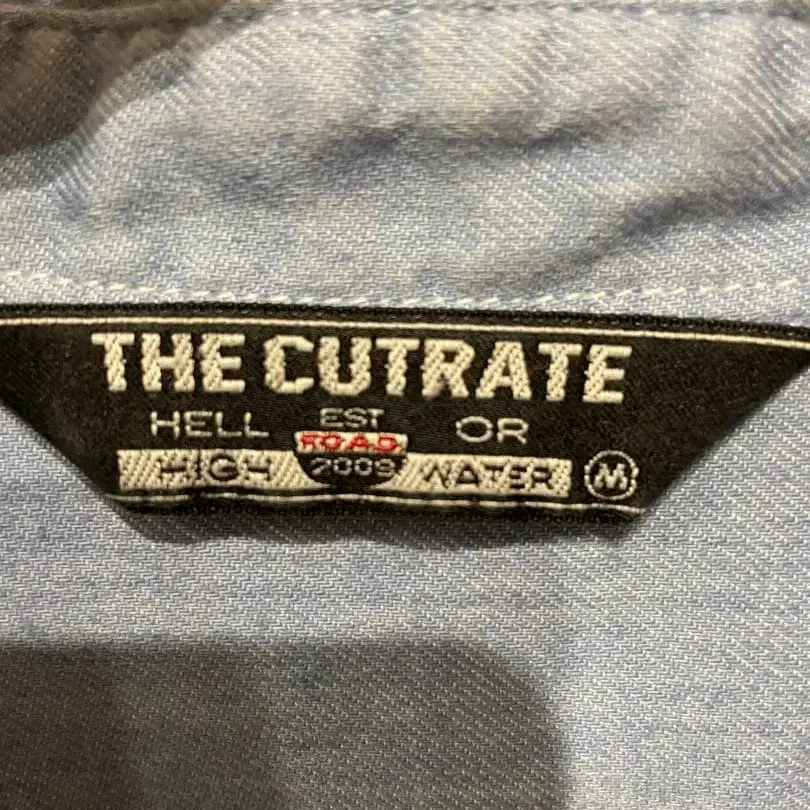 THE CUTRATE
HELL EST OR
ROAD
HIGH 2009 WATER M